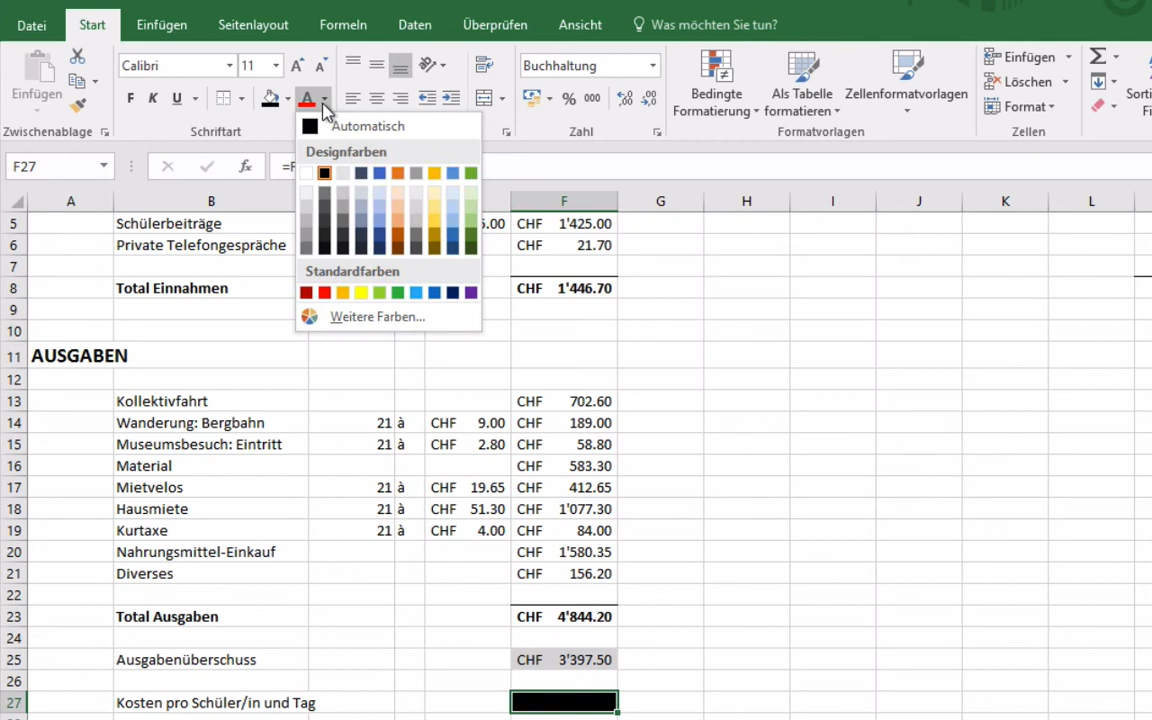 Datei Start Einfügen Seitenlayout Formeln Daten Überprüfen Ansicht Was möchten Sie tun?
Einfügen
Zwischenablage
Calibri 11
F K U A
Schriftart
Automatisch
Designfarben
Standardfarben
Weitere Farben...
Buchhaltung
% 000
Zahl
Bedingte Formatierung
Als Tabelle formatieren
Zellenformatvorlagen
Formatvorlagen
Einfügen
Löschen
Format
Zellen
F27 fx
A B F G H I J K L
5 Schülerbeiträge CHF 1'425.00
6 Private Telefongespräche CHF 21.70
7
8 Total Einnahmen CHF 1'446.70
9
10
11 AUSGABEN
12
13 Kollektivfahrt CHF 702.60
14 Wanderung: Bergbahn 21 à CHF 9.00 CHF 189.00
15 Museumsbesuch: Eintritt 21 à CHF 2.80 CHF 58.80
16 Material CHF 583.30
17 Mietvelos 21 à CHF 19.65 CHF 412.65
18 Hausmiete 21 à CHF 51.30 CHF 1'077.30
19 Kurtaxe 21 à CHF 4.00 CHF 84.00
20 Nahrungsmittel-Einkauf CHF 1'580.35
21 Diverses CHF 156.20
22
23 Total Ausgaben CHF 4'844.20
24
25 Ausgabenüberschuss CHF 3'397.50
26
27 Kosten pro Schüler/in und Tag